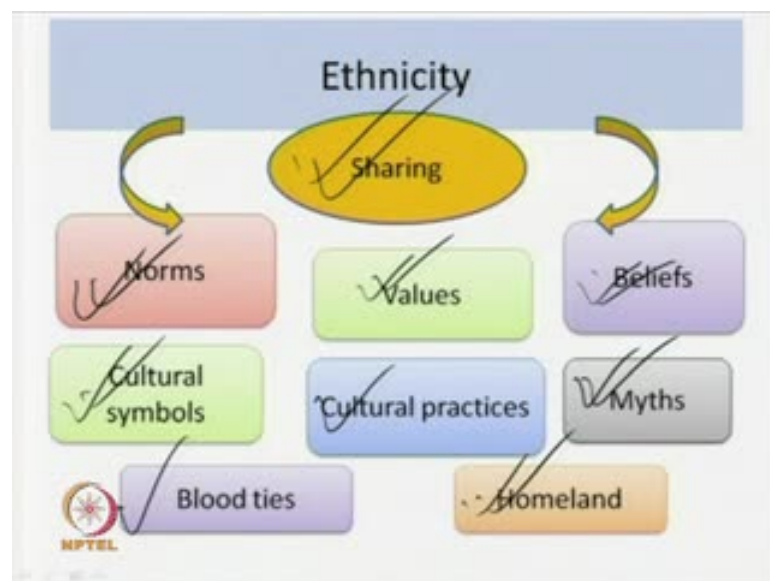 Ethnicity
Sharing
Norms
Values
Beliefs
Cultural
symbols
Cultural practices
Myths
Blood ties
Homeland
NPTEL